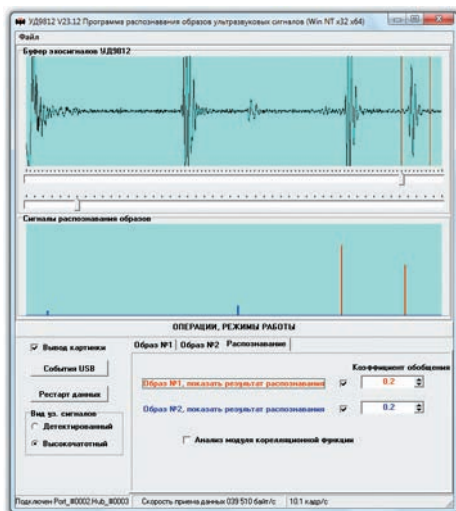 УД9812 V23.12 Программа распознавания образов ультразвуковых сигналов (Win NT x32 x64)
Файл
Буфер эхосигналов УД9812
Сигналы распознавания образов
ОПЕРАЦИИ, РЕЖИМЫ РАБОТЫ
Вывод картинки
События USB
Рестарт данных
Вид уз. сигналов
Детектированный
Высокочатотный
Образ №1 Образ №2 Распознавание
Коэффициент обобщения
Образ №1, показать результат распознавания 0.2
Образ №2, показать результат распознавания 0.2
Анализ модуля кореляционной функции
Подключен Port_#0002.Hub_#0003 Скорость приема данных 039 510 байт/с 10.1 кадр/с